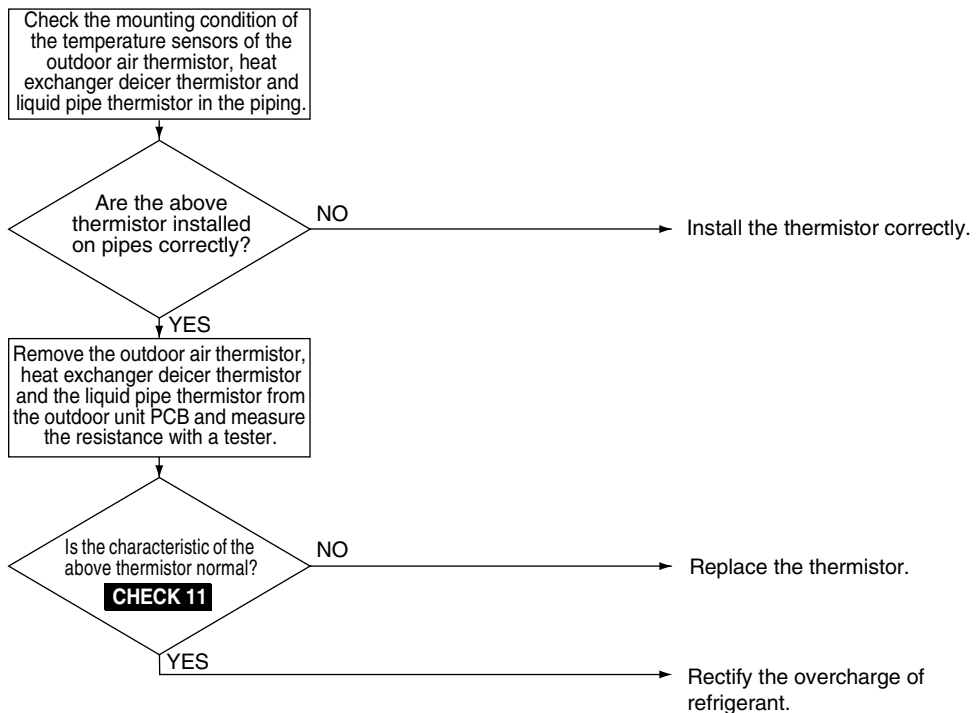 Check the mounting condition of
the temperature sensors of the
outdoor air thermistor, heat
exchanger deicer thermistor and
liquid pipe thermistor in the piping.
Are the above
thermistor installed
on pipes correctly?
NO
Install the thermistor correctly.
YES
Remove the outdoor air thermistor,
heat exchanger deicer thermistor
and the liquid pipe thermistor from
the outdoor unit PCB and measure
the resistance with a tester.
Is the characteristic of the
above thermistor normal?
CHECK 11
NO
Replace the thermistor.
YES
Rectify the overcharge of
refrigerant.